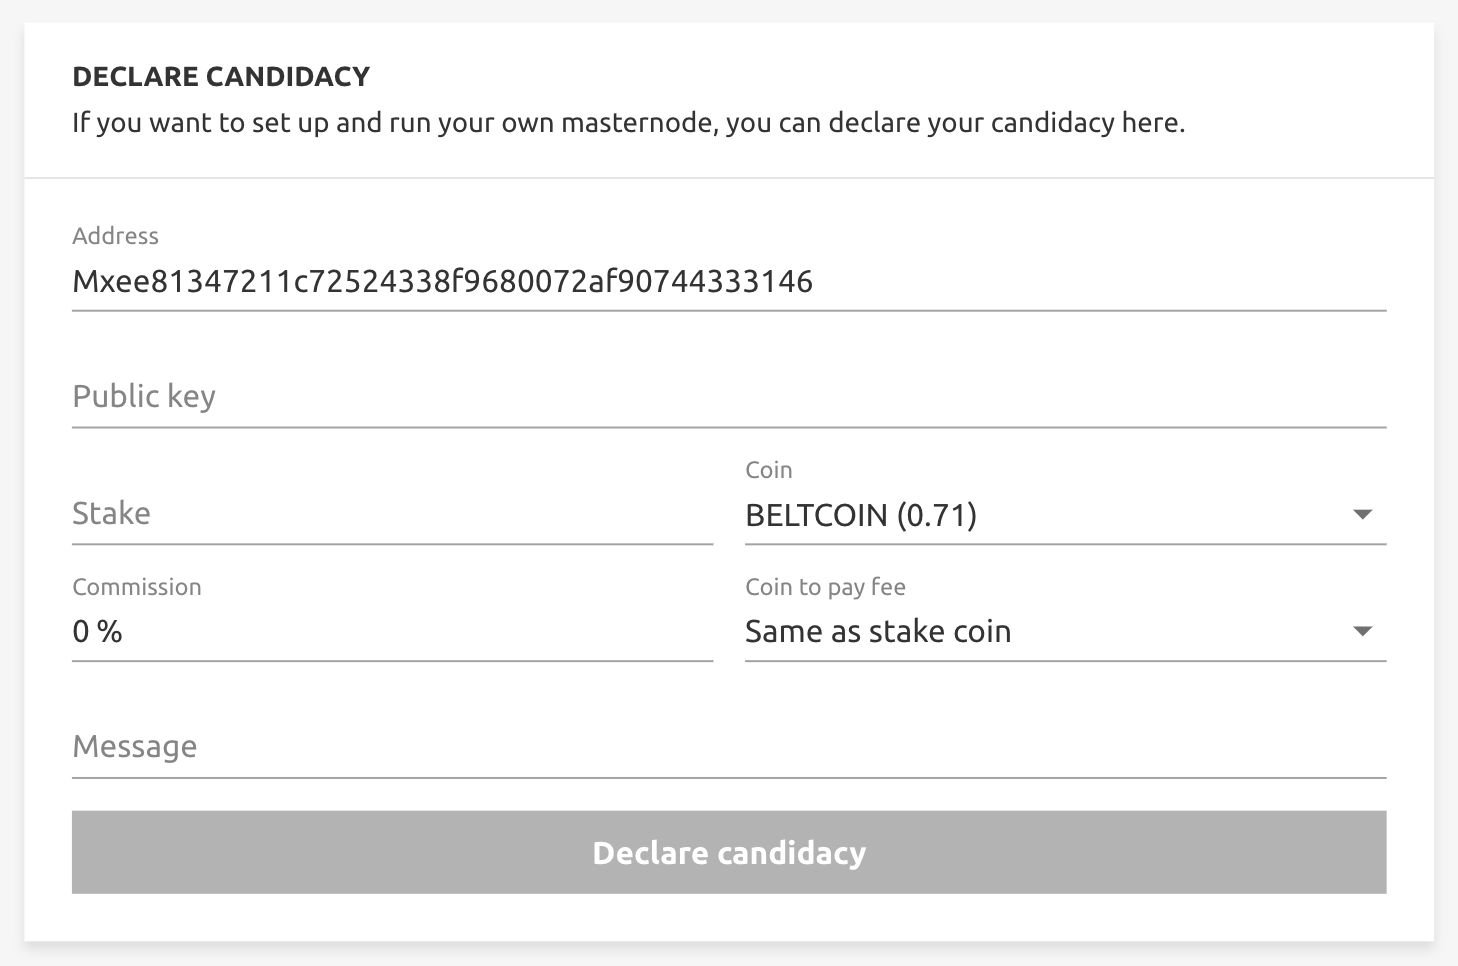 DECLARE CANDIDACY
If you want to set up and run your own masternode, you can declare your candidacy here.
Address
Mxee81347211c72524338f9680072af90744333146
Public key
Stake
Coin
BELTCOIN (0.71)
Commission
0 %
Coin to pay fee
Same as stake coin
Message
Declare candidacy